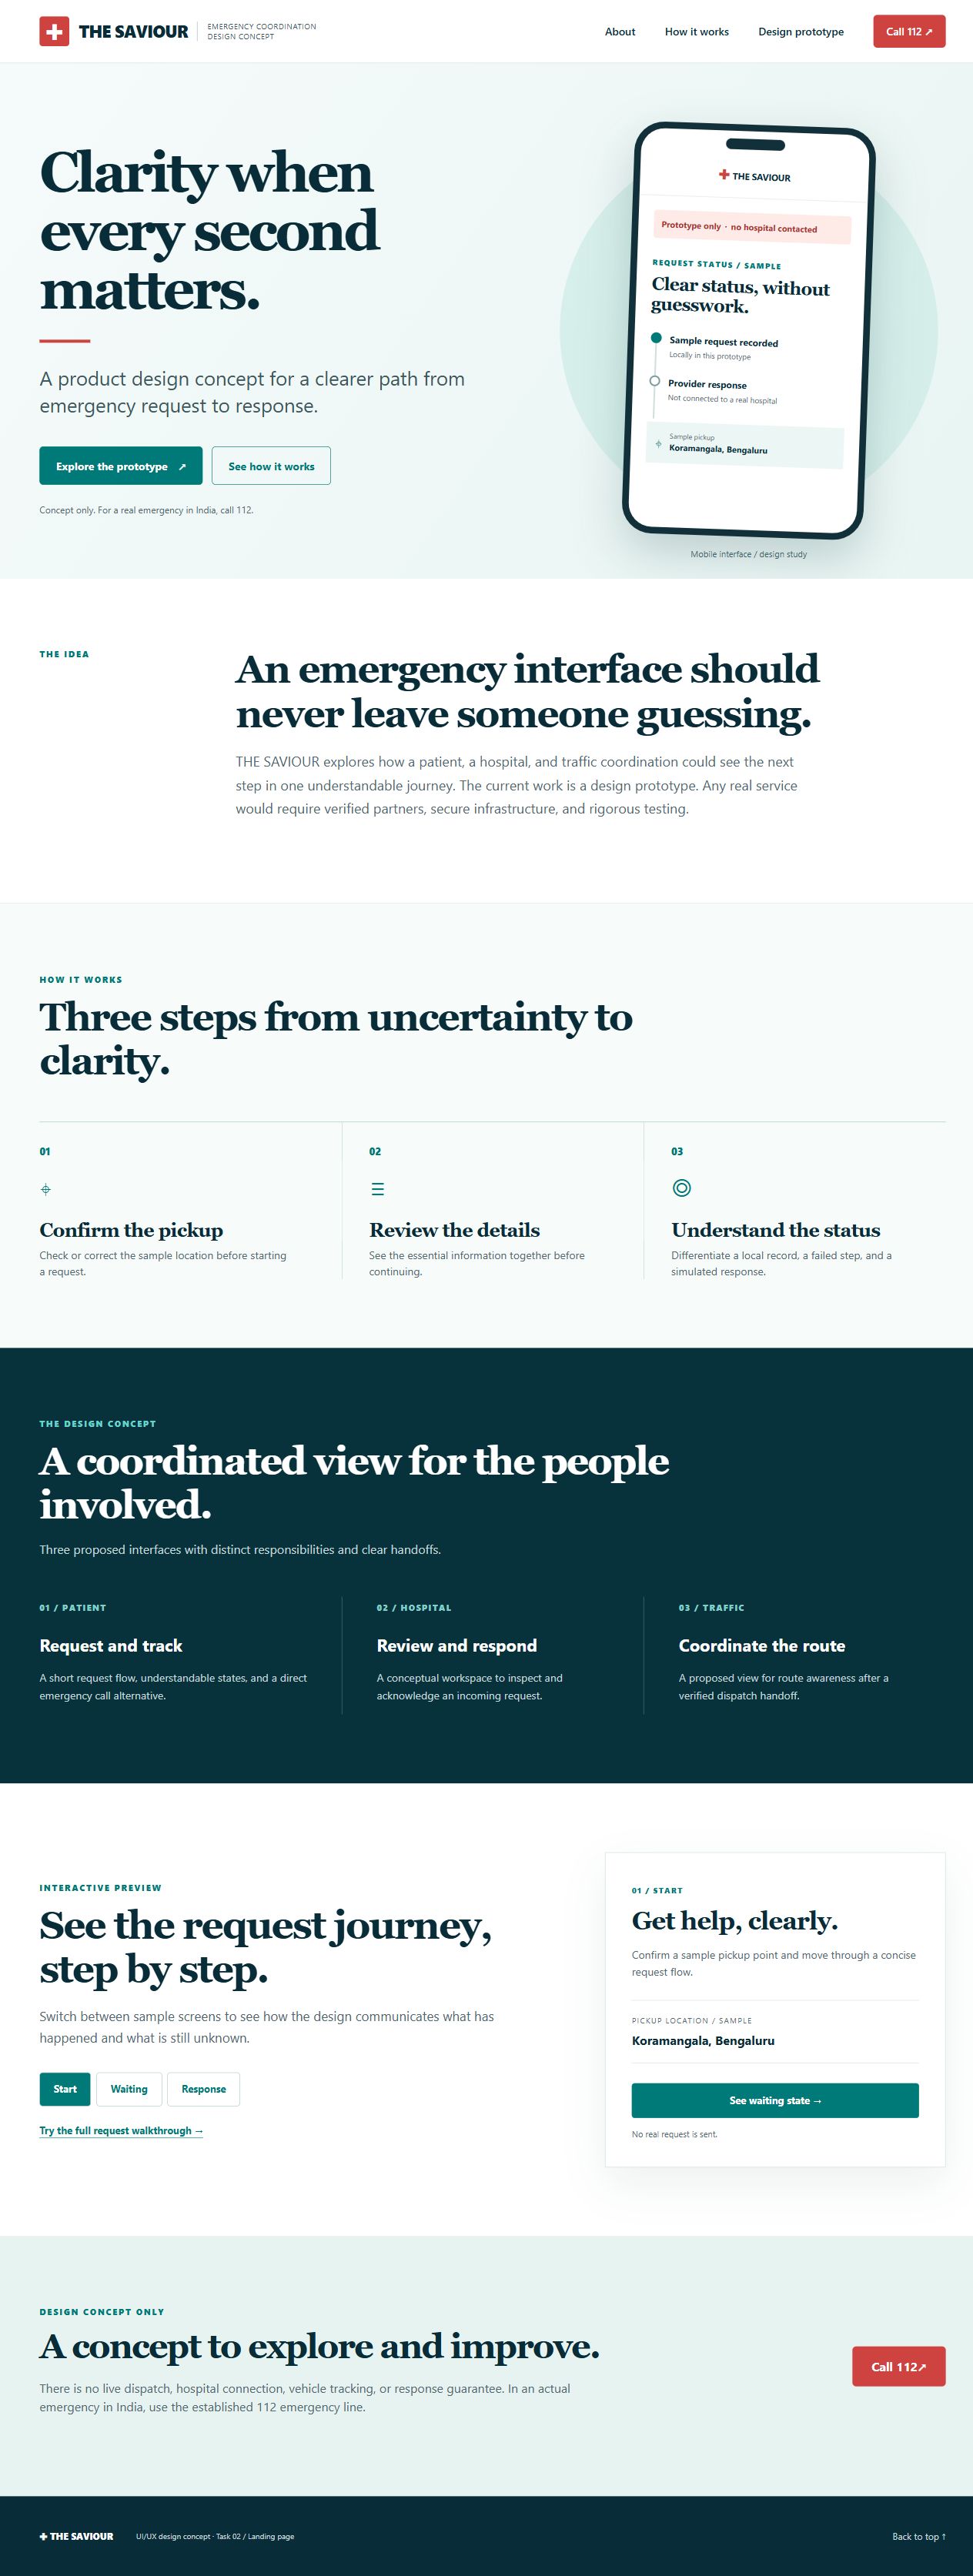 THE SAVIOUR
EMERGENCY COORDINATION
DESIGN CONCEPT
About
How it works
Design prototype
Call 112 ↗
Clarity when
every second
matters.
A product design concept for a clearer path from
emergency request to response.
Explore the prototype ↗
See how it works
Concept only. For a real emergency in India, call 112.
THE SAVIOUR
Prototype only · no hospital contacted
REQUEST STATUS / SAMPLE
Clear status, without
guesswork.
Sample request recorded
Locally in this prototype
Provider response
Not connected to a real hospital
Sample pickup
Koramangala, Bengaluru
Mobile interface / design study
THE IDEA
An emergency interface should
never leave someone guessing.
THE SAVIOUR explores how a patient, a hospital, and traffic coordination could see the next
step in one understandable journey. The current work is a design prototype. Any real service
would require verified partners, secure infrastructure, and rigorous testing.
HOW IT WORKS
Three steps from uncertainty to
clarity.
01
Confirm the pickup
Check or correct the sample location before starting
a request.
02
Review the details
See the essential information together before
continuing.
03
Understand the status
Differentiate a local record, a failed step, and a
simulated response.
THE DESIGN CONCEPT
A coordinated view for the people
involved.
Three proposed interfaces with distinct responsibilities and clear handoffs.
01 / PATIENT
Request and track
A short request flow, understandable states, and a direct
emergency call alternative.
02 / HOSPITAL
Review and respond
A conceptual workspace to inspect and
acknowledge an incoming request.
03 / TRAFFIC
Coordinate the route
A proposed view for route awareness after a
verified dispatch handoff.
INTERACTIVE PREVIEW
See the request journey,
step by step.
Switch between sample screens to see how the design communicates what has
happened and what is still unknown.
Start
Waiting
Response
Try the full request walkthrough →
01 / START
Get help, clearly.
Confirm a sample pickup point and move through a concise
request flow.
PICKUP LOCATION / SAMPLE
Koramangala, Bengaluru
See waiting state →
No real request is sent.
DESIGN CONCEPT ONLY
A concept to explore and improve.
There is no live dispatch, hospital connection, vehicle tracking, or response guarantee. In an actual
emergency in India, use the established 112 emergency line.
Call 112↗
THE SAVIOUR
UI/UX design concept · Task 02 / Landing page
Back to top ↑